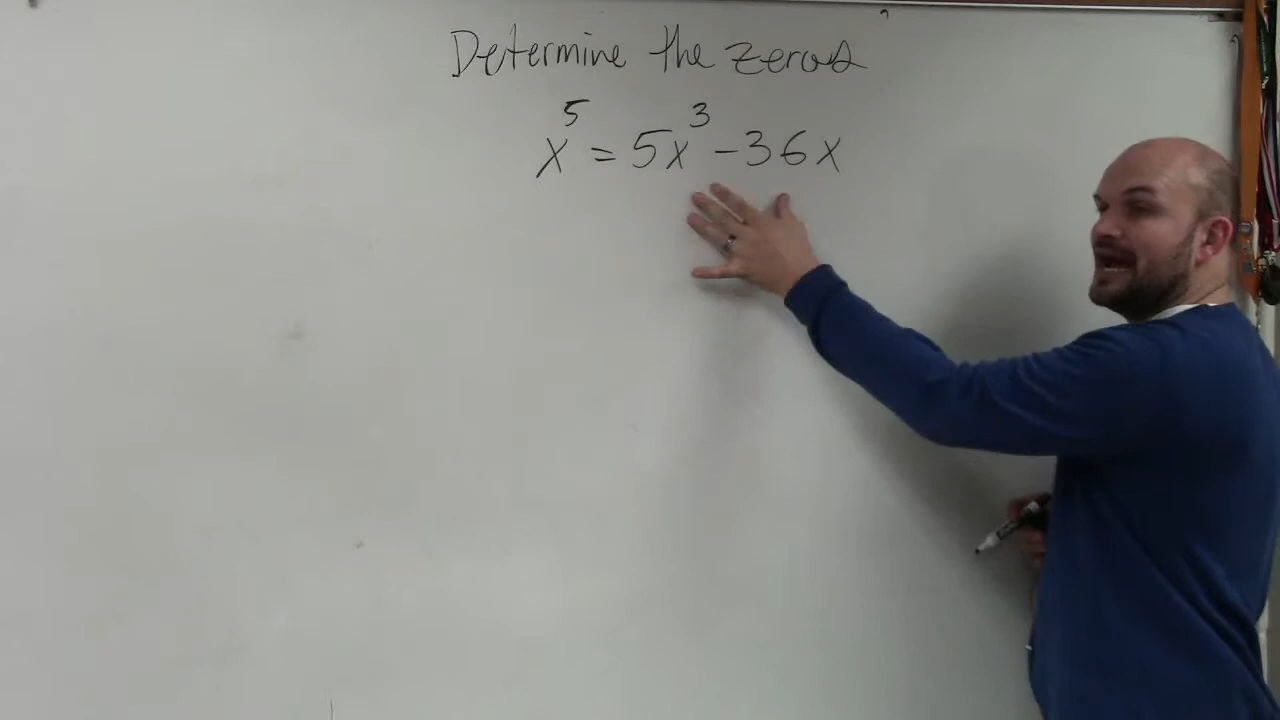 Determine the zeros
x⁵ = 5x³ - 36x